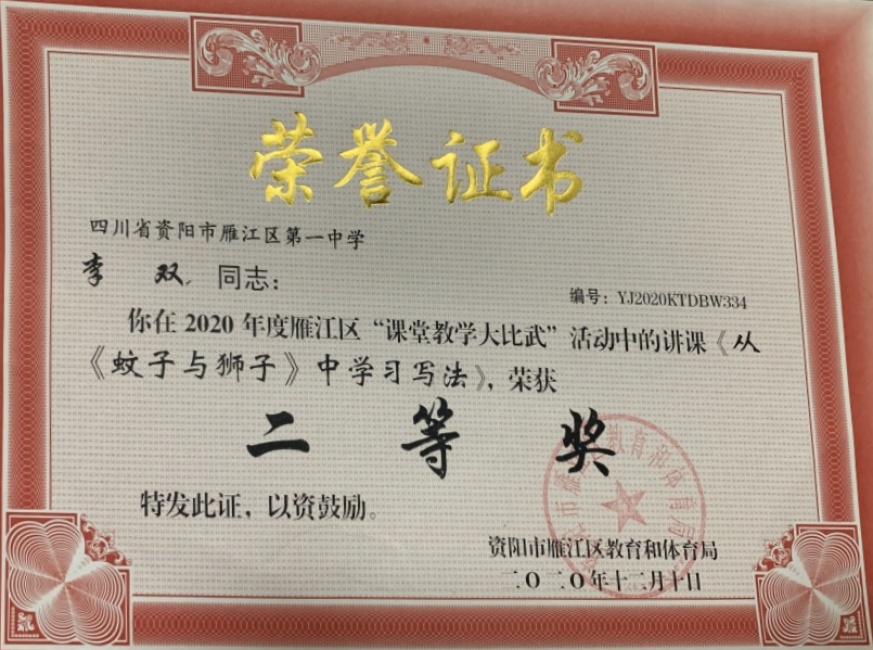 荣誉证书
四川省资阳市雁江区第一中学
李 双 同志：
编号：YJ2020KTDBW334
你在2020年度雁江区“课堂教学大比武”活动中的讲课《从
《蚊子与狮子》中学习写法》，荣获
二等奖
特发此证，以资鼓励。
资阳市雁江区教育和体育局
二〇二〇年十二月十日